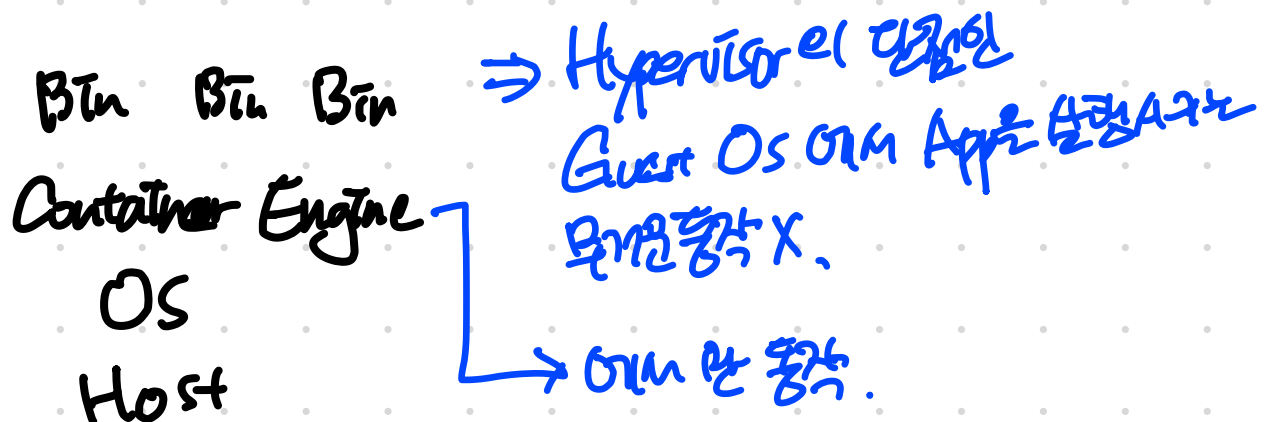 Bin Bin Bin
Container Engine
OS
Host
⇒ Hypervisor의 단점인
Guest OS에서 App을 실행시키는
무거운 동작 X.
→ 에서만 동작.